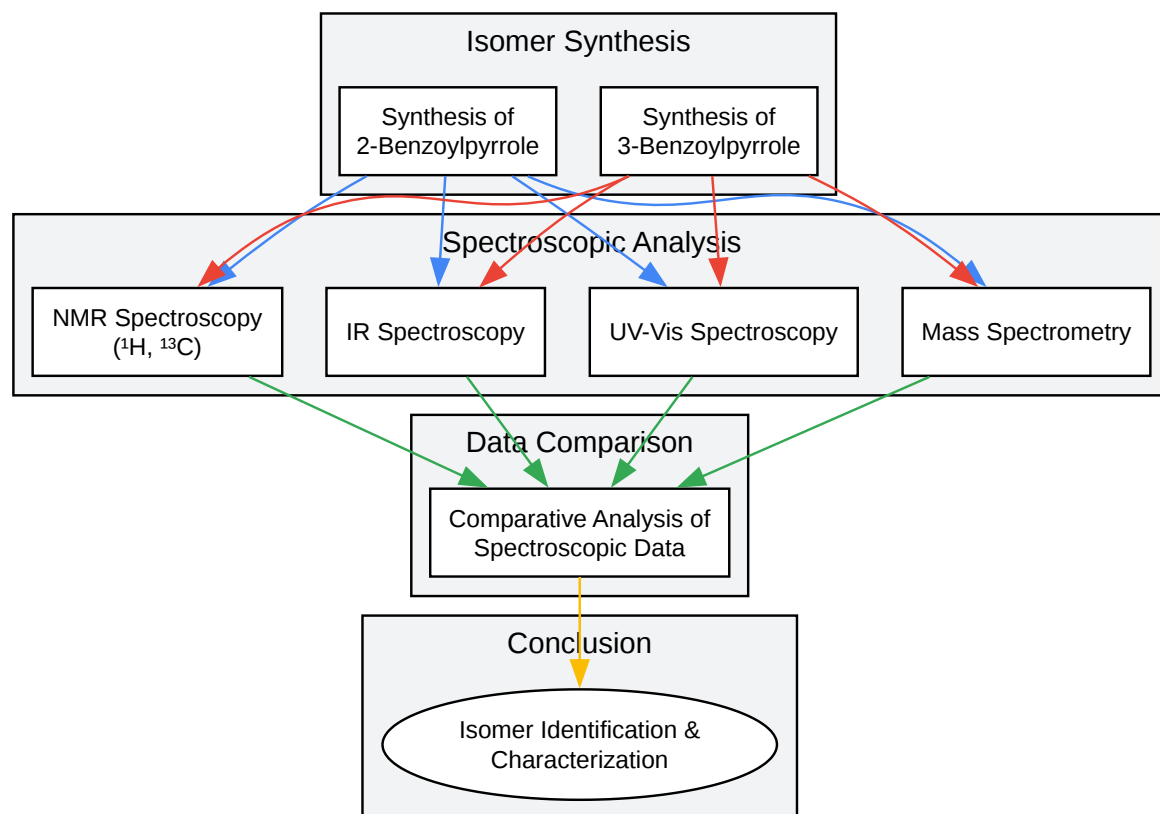 Isomer Synthesis
Synthesis of
2-Benzoylpyrrole
Synthesis of
3-Benzoylpyrrole
Spectroscopic Analysis
NMR Spectroscopy
(¹H, ¹³C)
IR Spectroscopy
UV-Vis Spectroscopy
Mass Spectrometry
Data Comparison
Comparative Analysis of
Spectroscopic Data
Conclusion
Isomer Identification &
Characterization